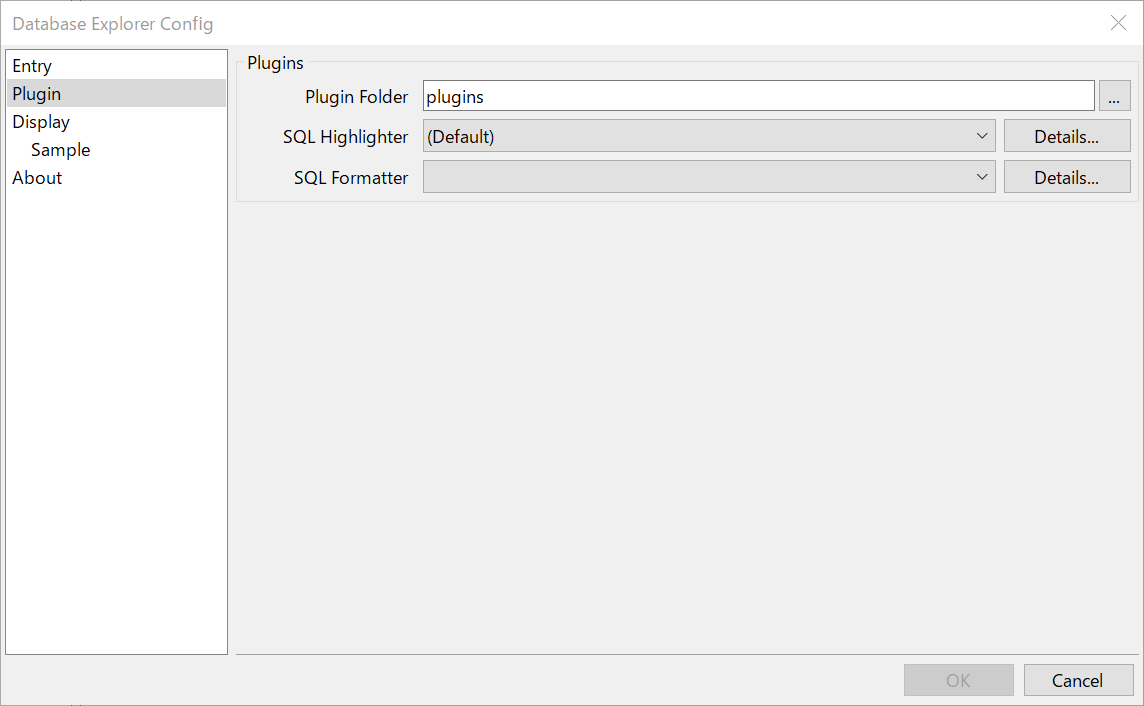 Database Explorer Config
Entry
Plugin
Display
Sample
About
Plugins
Plugin Folder plugins ...
SQL Highlighter (Default) Details...
SQL Formatter Details...
OK Cancel